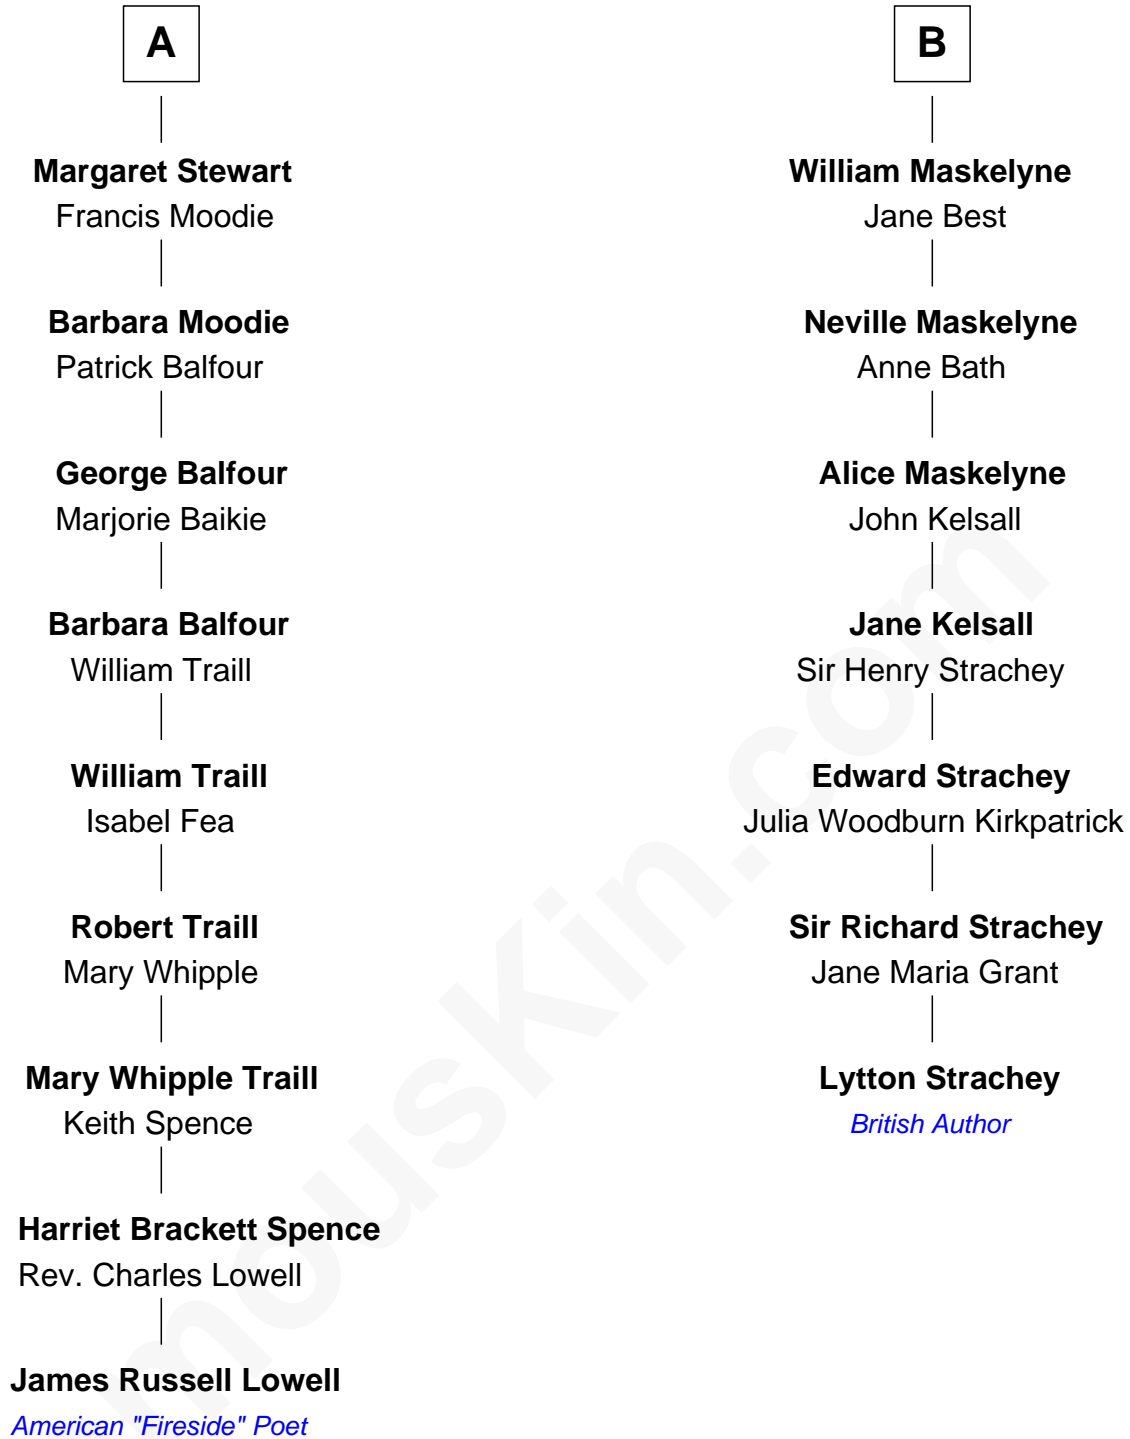 A
Margaret Stewart
Francis Moodie
Barbara Moodie
Patrick Balfour
George Balfour
Marjorie Baikie
Barbara Balfour
William Traill
William Traill
Isabel Fea
Robert Traill
Mary Whipple
Mary Whipple Traill
Keith Spence
Harriet Brackett Spence
Rev. Charles Lowell
James Russell Lowell
American "Fireside" Poet
B
William Maskelyne
Jane Best
Neville Maskelyne
Anne Bath
Alice Maskelyne
John Kelsall
Jane Kelsall
Sir Henry Strachey
Edward Strachey
Julia Woodburn Kirkpatrick
Sir Richard Strachey
Jane Maria Grant
Lytton Strachey
British Author
mousKin.com